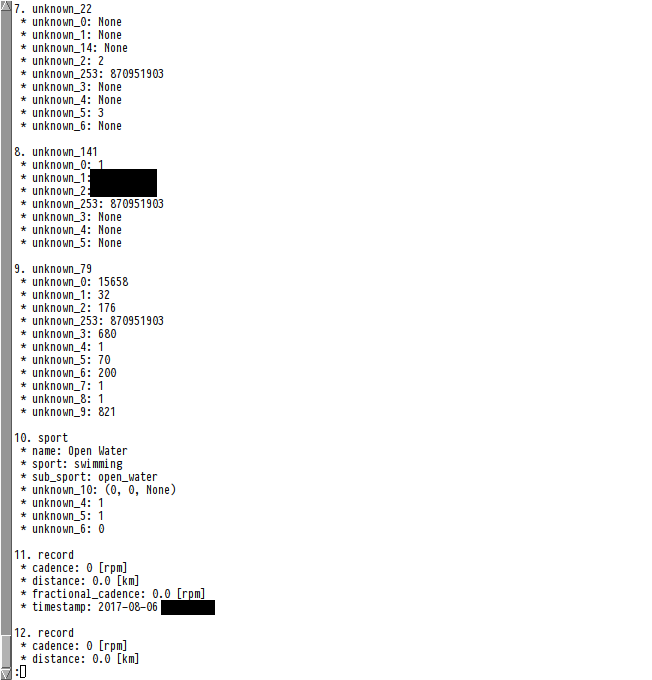 7. unknown_22
* unknown_0: None
* unknown_1: None
* unknown_14: None
* unknown_2: 2
* unknown_253: 870951903
* unknown_3: None
* unknown_4: None
* unknown_5: 3
* unknown_6: None
8. unknown_141
* unknown_0: 1
* unknown_1:
* unknown_2:
* unknown_253: 870951903
* unknown_3: None
* unknown_4: None
* unknown_5: None
9. unknown_79
* unknown_0: 15658
* unknown_1: 32
* unknown_2: 176
* unknown_253: 870951903
* unknown_3: 680
* unknown_4: 1
* unknown_5: 70
* unknown_6: 200
* unknown_7: 1
* unknown_8: 1
* unknown_9: 821
10. sport
* name: Open Water
* sport: swimming
* sub_sport: open_water
* unknown_10: (0, 0, None)
* unknown_4: 1
* unknown_5: 1
* unknown_6: 0
11. record
* cadence: 0 [rpm]
* distance: 0.0 [km]
* fractional_cadence: 0.0 [rpm]
* timestamp: 2017-08-06
12. record
* cadence: 0 [rpm]
* distance: 0.0 [km]
: